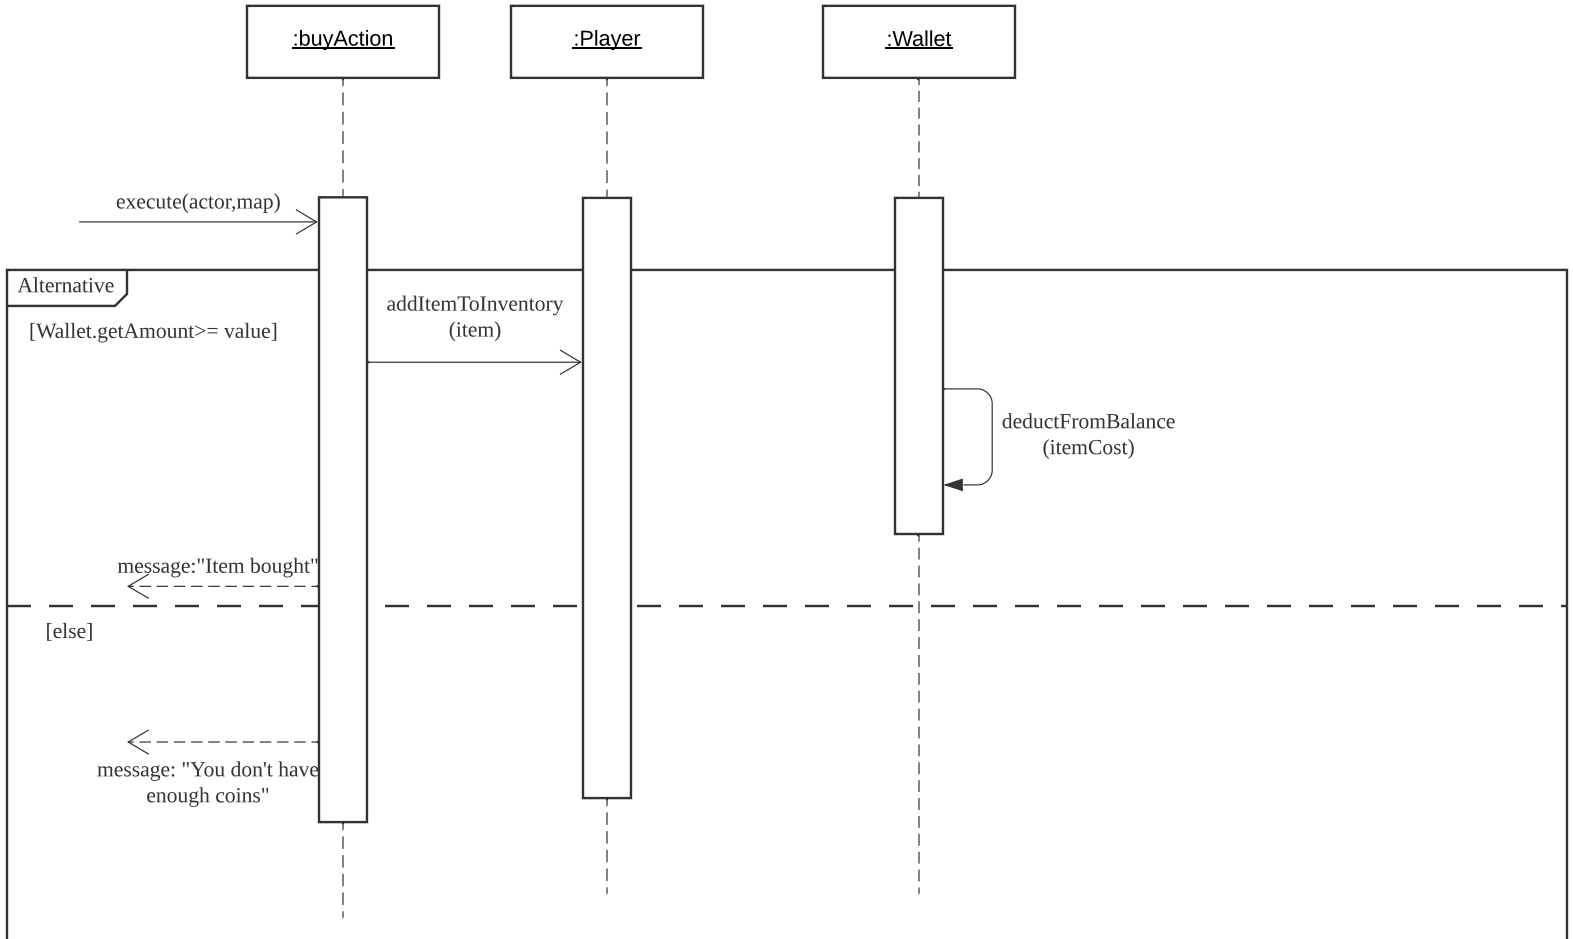 :buyAction
:Player
:Wallet
execute(actor,map)
Alternative
[Wallet.getAmount>= value]
addItemToInventory
(item)
deductFromBalance
(itemCost)
message:"Item bought"
[else]
message: "You don't have
enough coins"